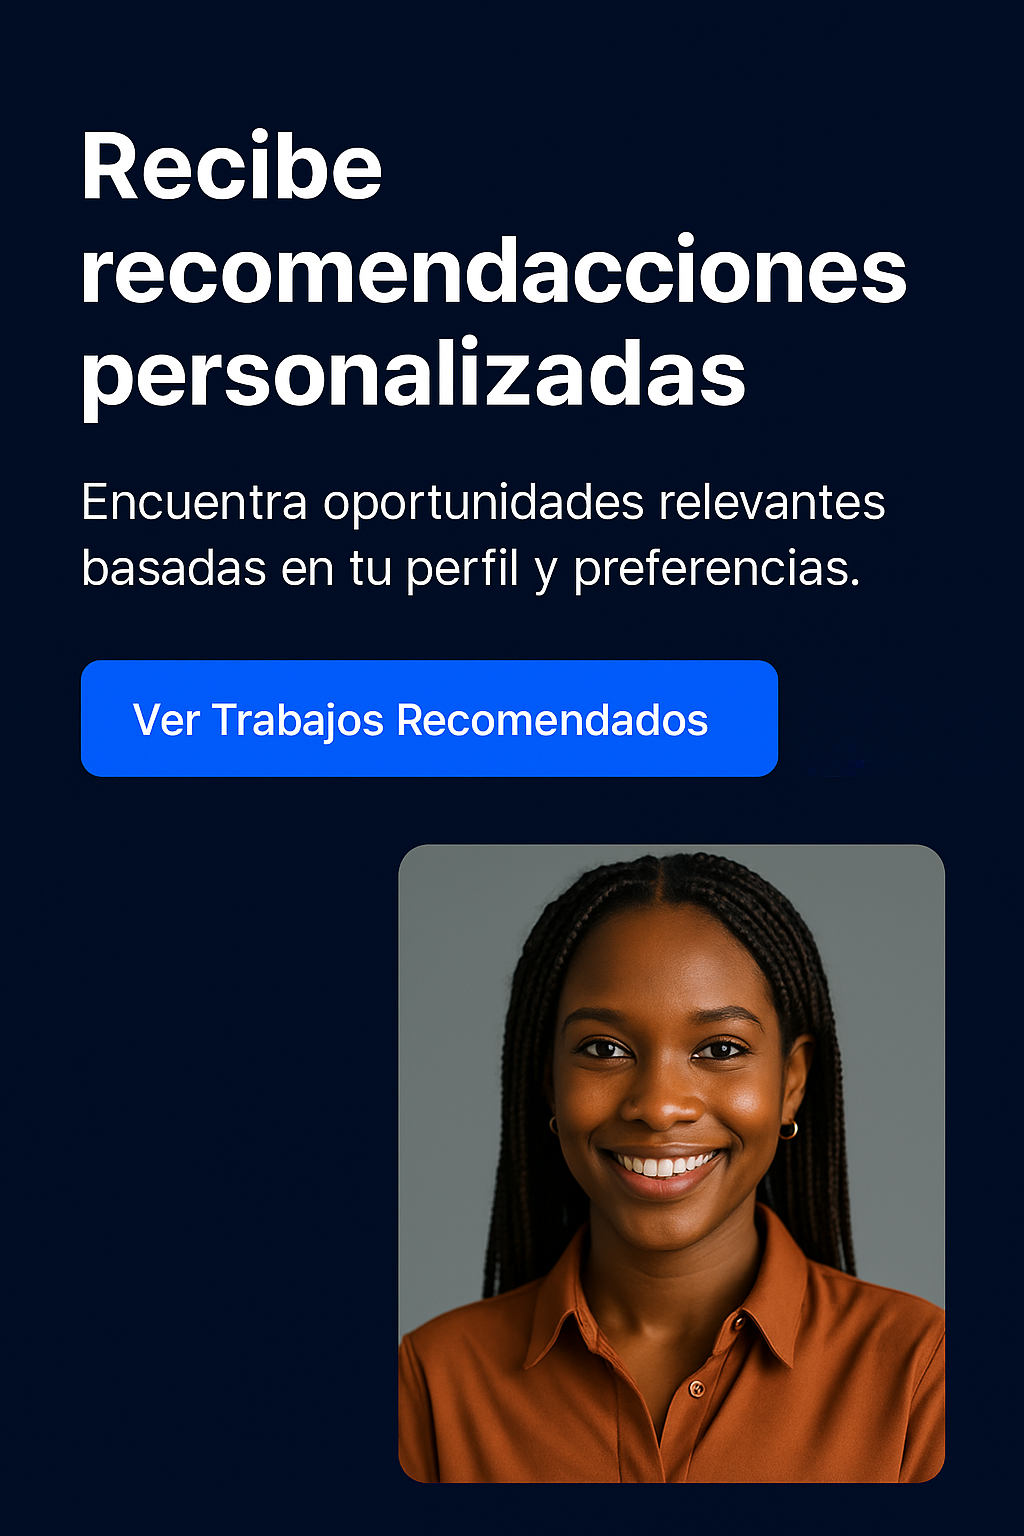 Recibe
recomendacciones
personalizadas
Encuentra oportunidades relevantes
basadas en tu perfil y preferencias.
Ver Trabajos Recomendados